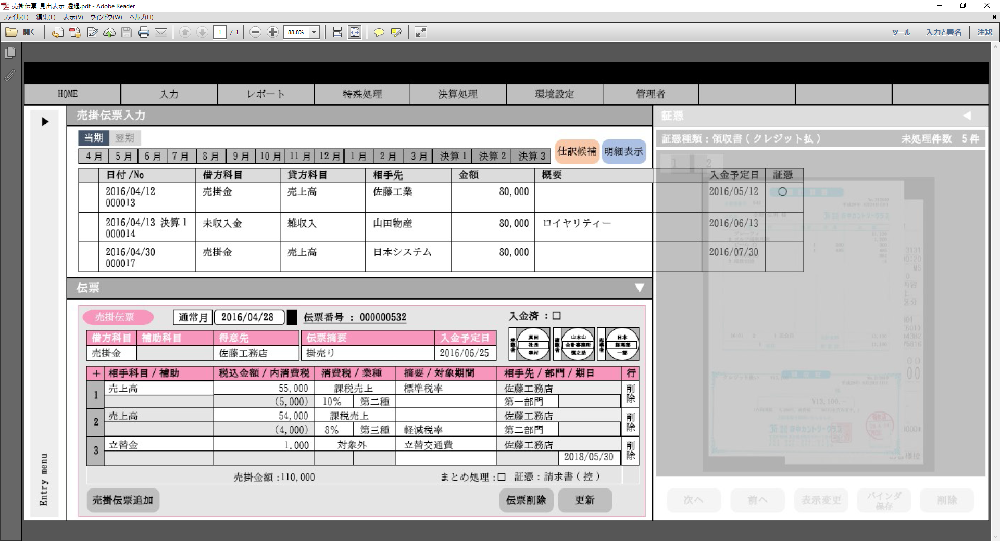 売掛伝票_見出表示_透過.pdf - Adobe Reader
ファイル(F) 編集(E) 表示(V) ウィンドウ(W) ヘルプ(H)
開く 1 / 1 88.8% ツール 入力と署名 注釈
HOME 入力 レポート 特殊処理 決算処理 環境設定 管理者
売掛伝票入力
当期 翌期
4月 5月 6月 7月 8月 9月 10月 11月 12月 1月 2月 3月 決算1 決算2 決算3
仕訳候補 明細表示
日付/No 借方科目 貸方科目 相手先 金額 概要 入金予定日 証憑
2016/04/12 売掛金 売上高 佐藤工業 80,000 2016/05/12 ○
000013
2016/04/13 決算1 未収入金 雑収入 山田物産 80,000 ロイヤリティー 2016/06/13
000014
2016/04/30 売掛金 売上高 日本システム 80,000 2016/07/30
000017
伝票
売掛伝票 通常月 2016/04/28 伝票番号 : 000000532 入金済 : □
借方科目 補助科目 得意先 伝票摘要 入金予定日
売掛金 佐藤工務店 掛売り 2016/06/25
承認者 真田 社長 幸村
確認者 山本山 会計事務所 慎之助
起票者 日本 経理部 一郎
+ 相手科目/補助 税込金額/内消費税 消費税/業種 摘要/対象期間 相手先/部門/期日 行
1 売上高 55,000 課税売上 標準税率 佐藤工務店 削除
(5,000) 10% 第二種 第一部門
2 売上高 54,000 課税売上 佐藤工務店 削除
(4,000) 8% 第三種 軽減税率 第二部門
3 立替金 1.000 対象外 立替交通費 佐藤工務店 削除
2018/05/30
売掛金額:110,000 まとめ処理:□ 証憑:請求書(控)
売掛伝票追加 伝票削除 更新
Entry menu
証憑
証憑種類:領収書(クレジット払) 未処理件数 5件
1 2
¥13,100.-
次へ 前へ 表示変更 バインダ保存 削除